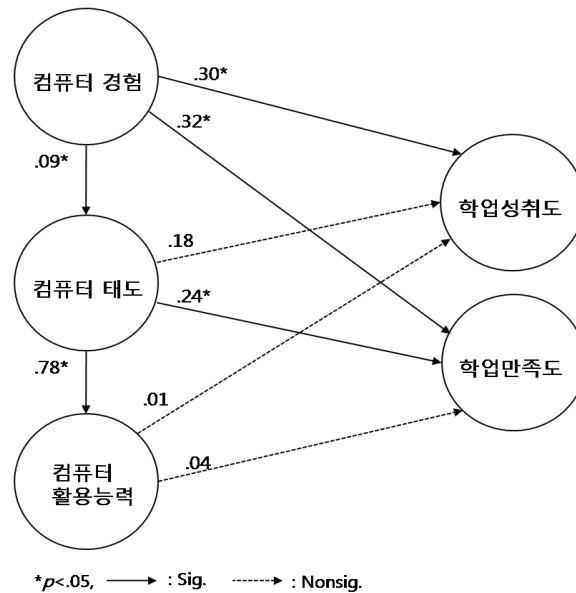 컴퓨터 경험
.30*
.32*
.09*
학업성취도
.18
컴퓨터 태도
.24*
학업만족도
.78*
.01
.04
컴퓨터
활용능력
*p<.05, : Sig. : Nonsig.